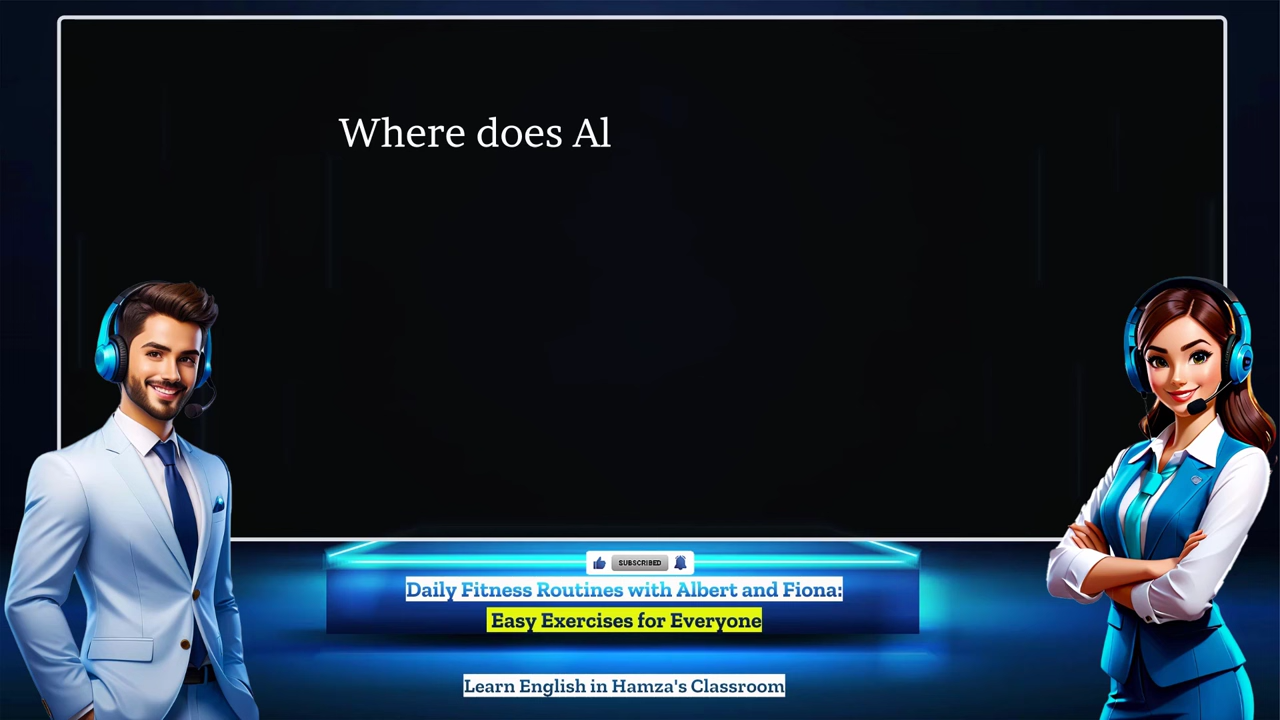 Where does Al
SUBSCRIBED
Daily Fitness Routines with Albert and Fiona:
Easy Exercises for Everyone
Learn English in Hamza's Classroom